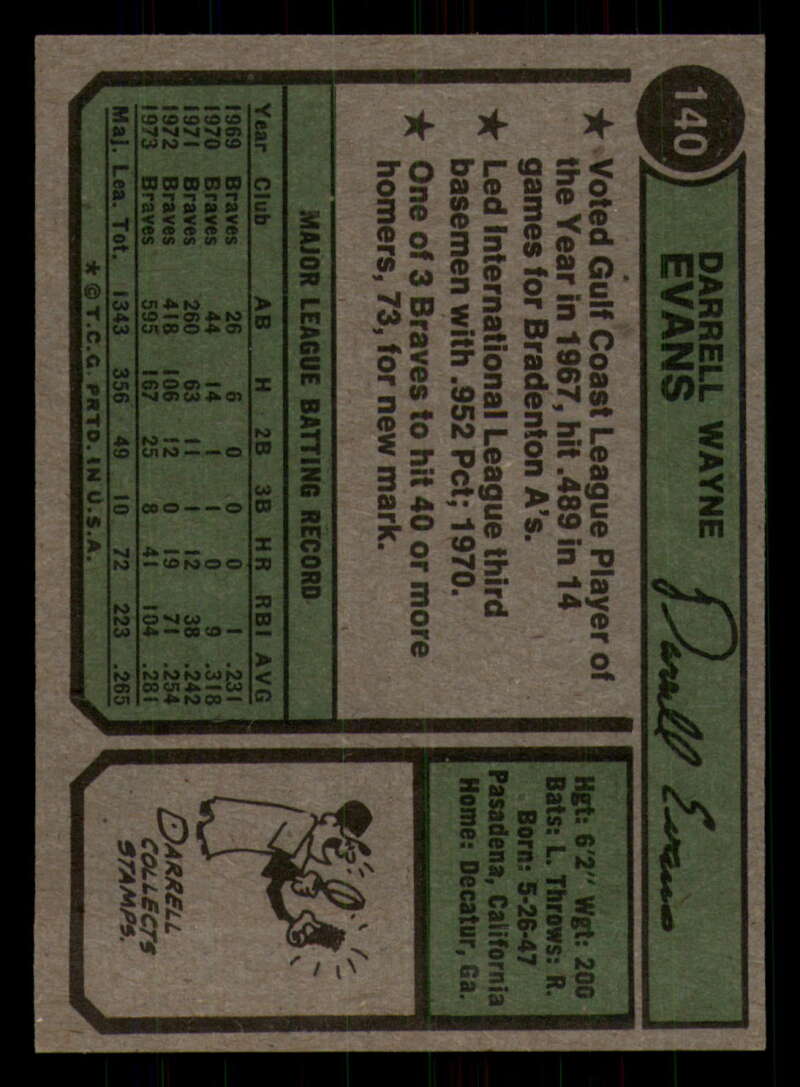 140
DARRELL WAYNE
EVANS
Darrell Evans
★ Voted Gulf Coast League Player of
the Year in 1967, hit .489 in 14
games for Bradenton A's.
★ Led International League third
basemen with .952 Pct; 1970.
★ One of 3 Braves to hit 40 or more
homers, 73, for new mark.
Hgt: 6'2" Wgt: 200
Bats: L. Throws: R.
Born: 5-26-47
Pasadena, California
Home: Decatur, Ga.
MAJOR LEAGUE BATTING RECORD
Year Club AB H 2B 3B HR RBI AVG
1969 Braves 26 6 0 0 0 1 .231
1970 Braves 44 14 1 1 0 9 .318
1971 Braves 260 63 11 1 12 38 .242
1972 Braves 418 106 12 0 19 71 .254
1973 Braves 595 167 25 8 41 104 .281
Maj. Lea. Tot. 1343 356 49 10 72 223 .265
* © T.C.G. PRTD. IN U.S.A.
DARRELL
COLLECTS
STAMPS.